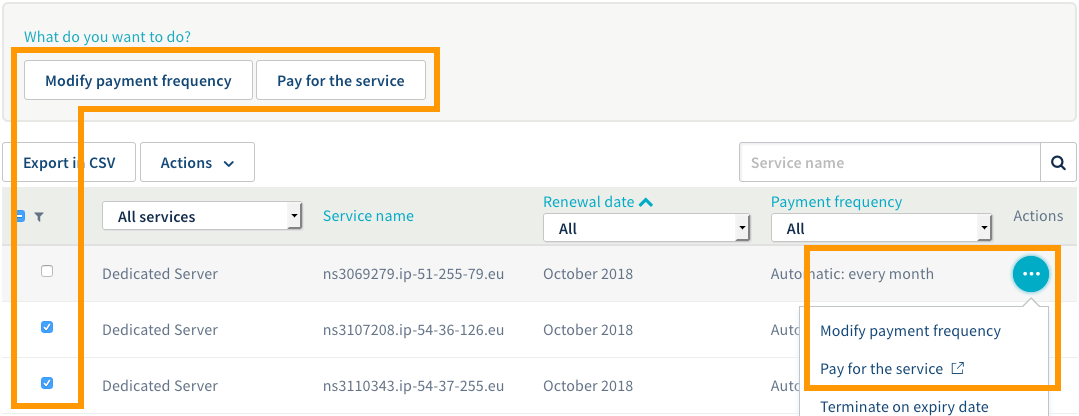 What do you want to do?
Modify payment frequency Pay for the service
Export in CSV Actions Service name
All services Service name Renewal date All Payment frequency All Actions
Dedicated Server ns3069279.ip-51-255-79.eu October 2018 Automatic: every month
Dedicated Server ns3107208.ip-54-36-126.eu October 2018 Auto
Modify payment frequency
Dedicated Server ns3110343.ip-54-37-255.eu October 2018 Auto
Pay for the service
Terminate on expiry date